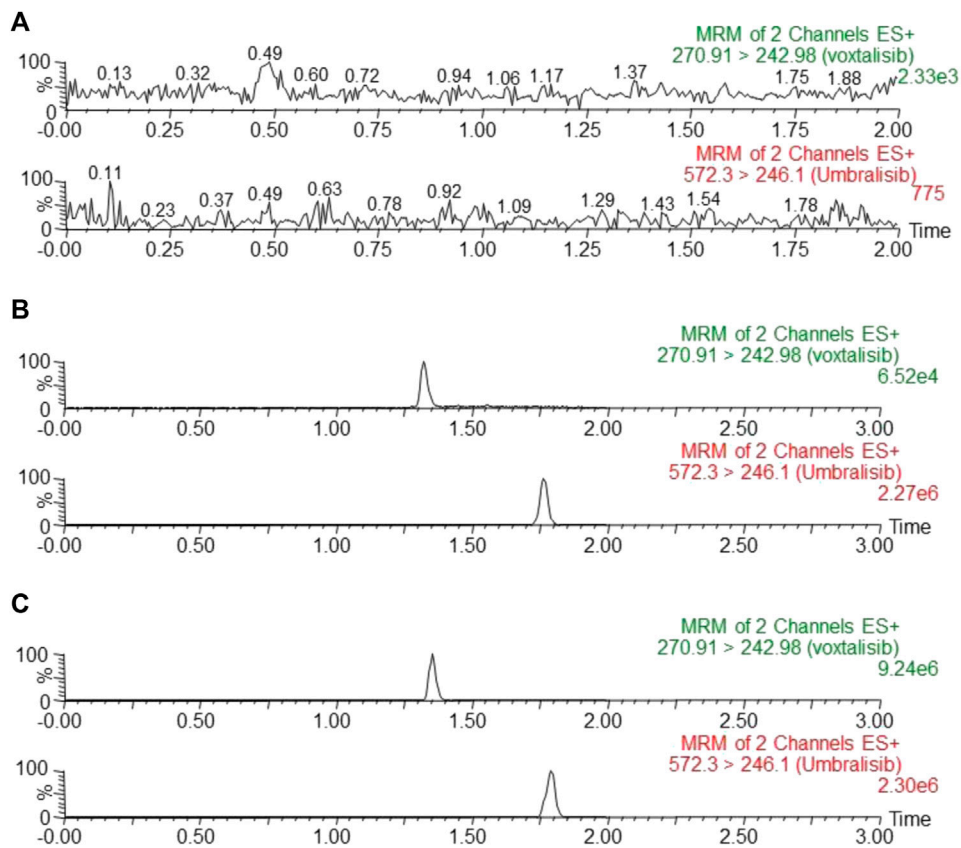 A
MRM of 2 Channels ES+
270.91 > 242.98 (voxtalisib)
2.33e3
100
%
0
0.13 0.32 0.49 0.60 0.72 0.94 1.06 1.17 1.37 1.75 1.88
-0.00 0.25 0.50 0.75 1.00 1.25 1.50 1.75 2.00
MRM of 2 Channels ES+
572.3 > 246.1 (Umbralisib)
775
100
%
0
0.11 0.23 0.37 0.49 0.63 0.78 0.92 1.09 1.29 1.43 1.54 1.78
Time
-0.00 0.25 0.50 0.75 1.00 1.25 1.50 1.75 2.00
B
MRM of 2 Channels ES+
270.91 > 242.98 (voxtalisib)
6.52e4
100
%
0
-0.00 0.50 1.00 1.50 2.00 2.50 3.00
MRM of 2 Channels ES+
572.3 > 246.1 (Umbralisib)
2.27e6
100
%
0
Time
-0.00 0.50 1.00 1.50 2.00 2.50 3.00
C
MRM of 2 Channels ES+
270.91 > 242.98 (voxtalisib)
9.24e6
100
%
0
-0.00 0.50 1.00 1.50 2.00 2.50 3.00
MRM of 2 Channels ES+
572.3 > 246.1 (Umbralisib)
2.30e6
100
%
0
Time
-0.00 0.50 1.00 1.50 2.00 2.50 3.00